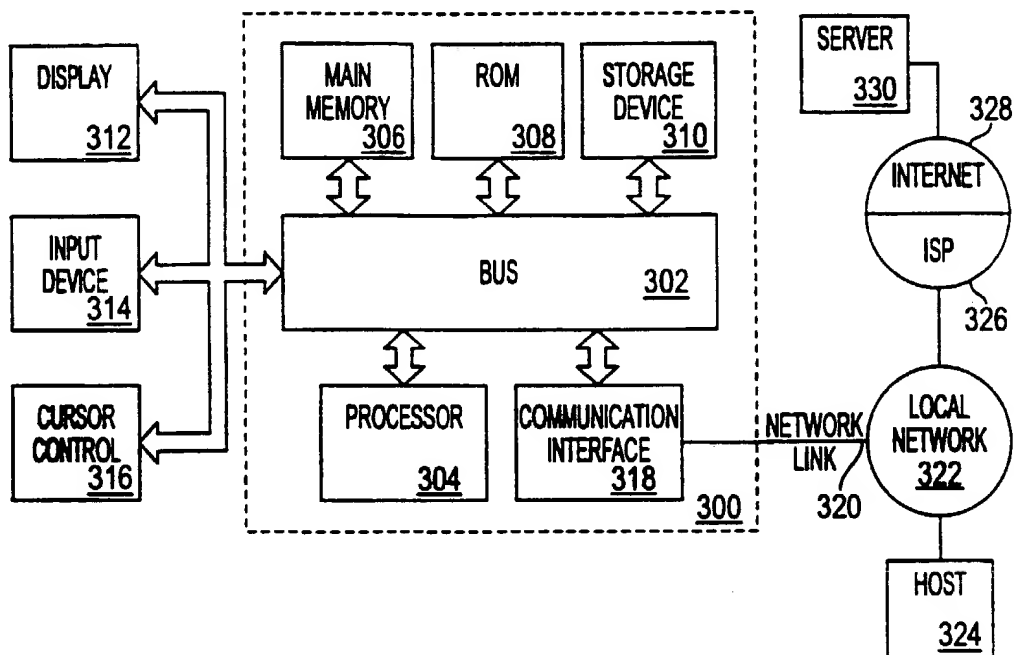 DISPLAY
312
MAIN
MEMORY
306
ROM
308
STORAGE
DEVICE
310
SERVER
330
328
INTERNET
ISP
326
INPUT
DEVICE
314
BUS
302
CURSOR
CONTROL
316
PROCESSOR
304
COMMUNICATION
INTERFACE
318
300
NETWORK
LINK
320
LOCAL
NETWORK
322
HOST
324